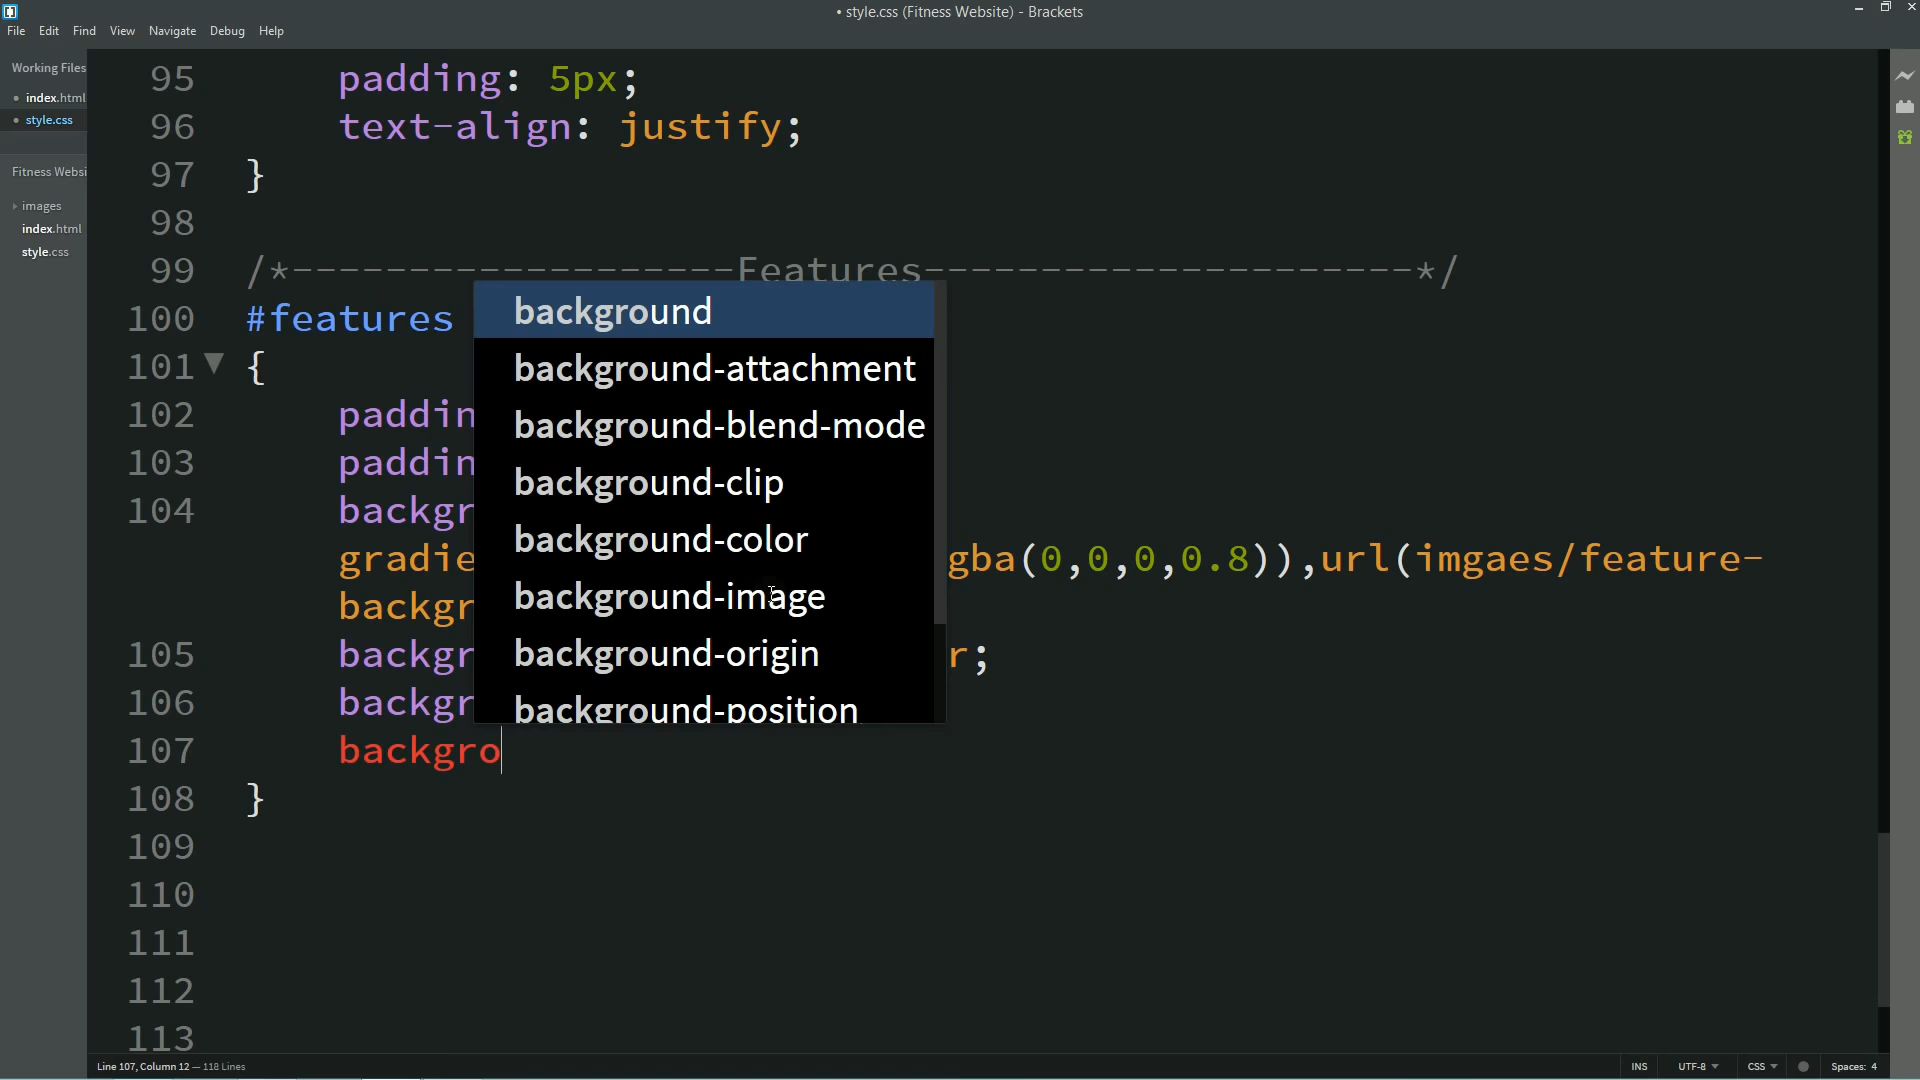 • style.css (Fitness Website) - Brackets
File Edit Find View Navigate Debug Help
Working Files
• index.html
• style.css
Fitness Websi
images
index.html
style.css
95 padding: 5px;
96 text-align: justify;
97 }
98
99 /*-------------------Features---------------------*/
100 #features
101 {
102 paddin
103 paddin
104 backgr
gradie gba(0,0,0,0.8)),url(imgaes/feature-
backgr
105 backgr r;
106 backgr
107 backgro
108 }
109
110
111
112
113
background
background-attachment
background-blend-mode
background-clip
background-color
background-image
background-origin
background-position
Line 107, Column 12 — 118 Lines
INS UTF-8 CSS Spaces: 4